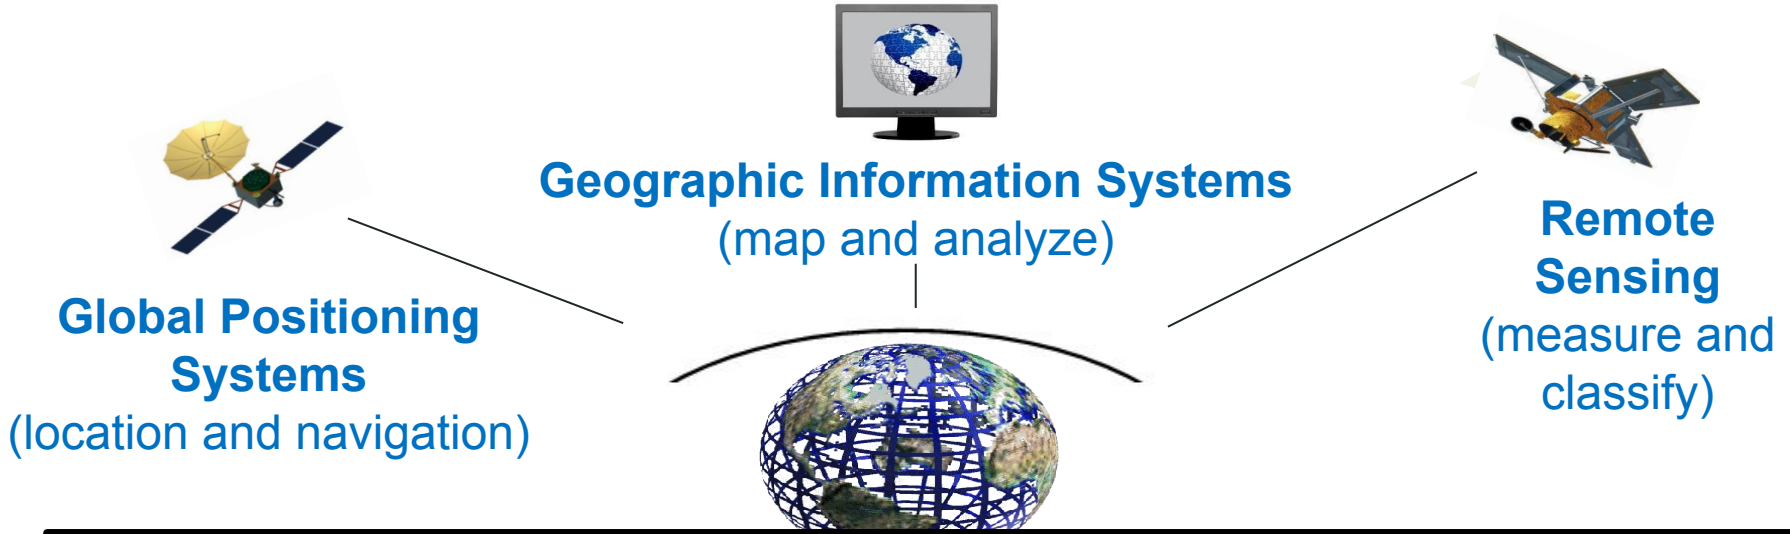 Geographic Information Systems
(map and analyze)
Global Positioning
Systems
(location and navigation)
Remote
Sensing
(measure and
classify)